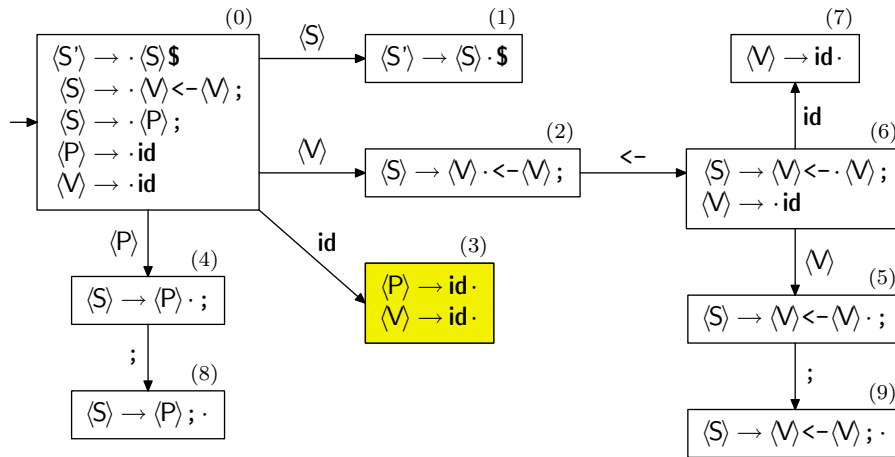 (0)
⟨S'⟩ → · ⟨S⟩ $
⟨S⟩ → · ⟨V⟩ <- ⟨V⟩ ;
⟨S⟩ → · ⟨P⟩ ;
⟨P⟩ → · id
⟨V⟩ → · id
⟨S⟩
(1)
⟨S'⟩ → ⟨S⟩ · $
(7)
⟨V⟩ → id ·
id
⟨V⟩
(2)
⟨S⟩ → ⟨V⟩ · <- ⟨V⟩ ;
<-
(6)
⟨S⟩ → ⟨V⟩ <- · ⟨V⟩ ;
⟨V⟩ → · id
⟨P⟩
id
⟨V⟩
(4)
⟨S⟩ → ⟨P⟩ · ;
(3)
⟨P⟩ → id ·
⟨V⟩ → id ·
(5)
⟨S⟩ → ⟨V⟩ <- ⟨V⟩ · ;
;
;
(8)
⟨S⟩ → ⟨P⟩ ; ·
(9)
⟨S⟩ → ⟨V⟩ <- ⟨V⟩ ; ·